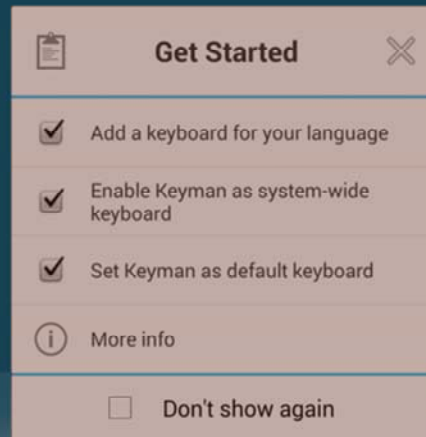 Get Started
Add a keyboard for your language
Enable Keyman as system-wide
keyboard
Set Keyman as default keyboard
More info
Don't show again